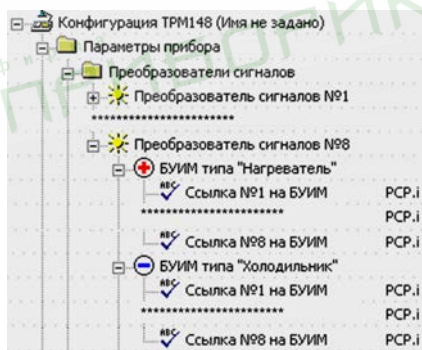 Конфигурация ТРМ148 (Имя не задано)
Параметры прибора
Преобразователи сигналов
Преобразователь сигналов №1
************************
Преобразователь сигналов №8
БУИМ типа "Нагреватель"
Ссылка №1 на БУИМ PCP.i
************************ PCP.i
Ссылка №8 на БУИМ PCP.i
БУИМ типа "Холодильник"
Ссылка №1 на БУИМ PCP.i
************************ PCP.i
Ссылка №8 на БУИМ PCP.i